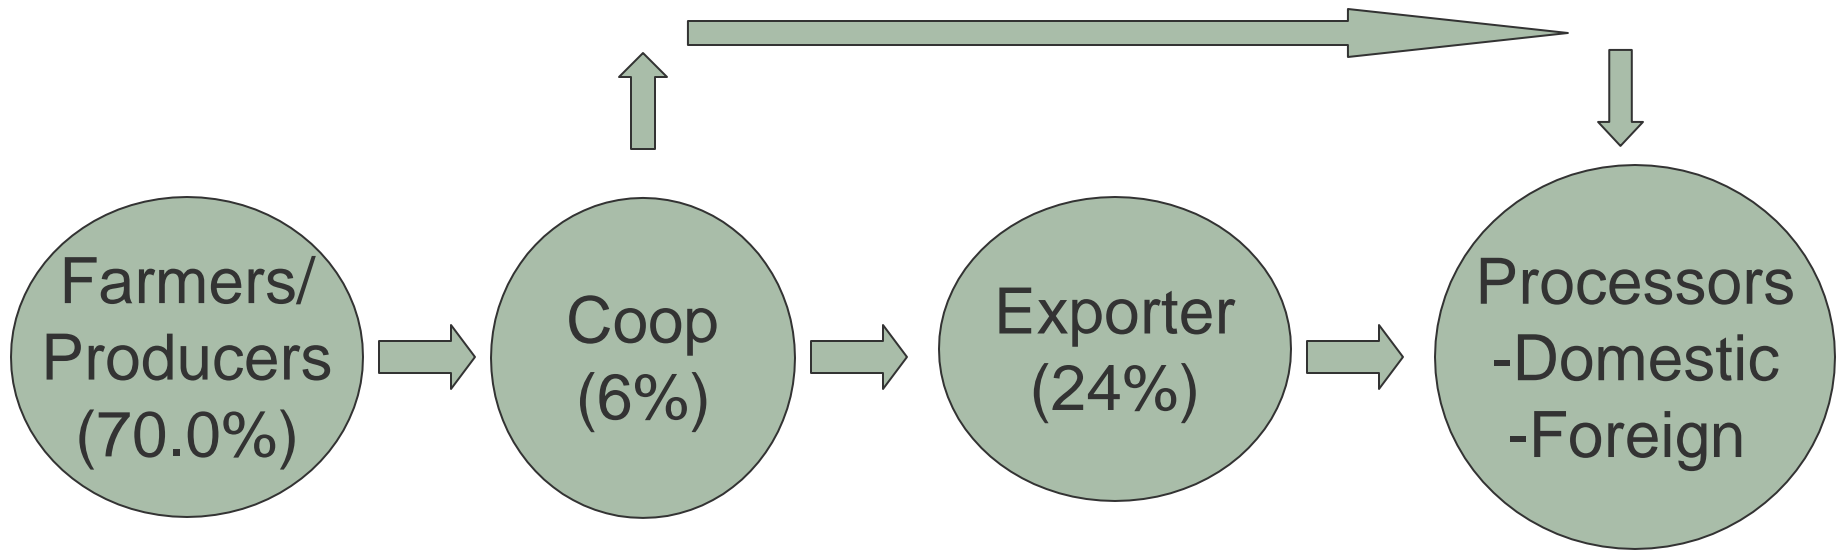 Farmers/
Producers
(70.0%)
Coop
(6%)
Exporter
(24%)
Processors
-Domestic
-Foreign